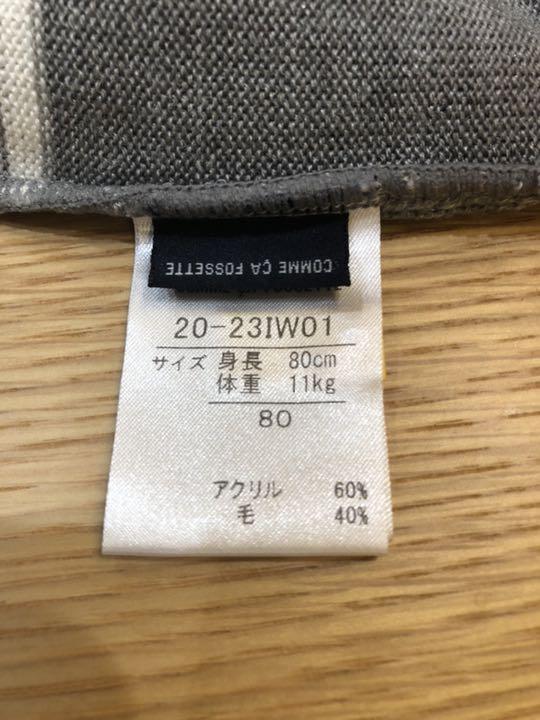 COMME ÇA FOSSETTE
20-23IW01
サイズ 身長 80cm
体重 11kg
80
アクリル 60%
毛 40%